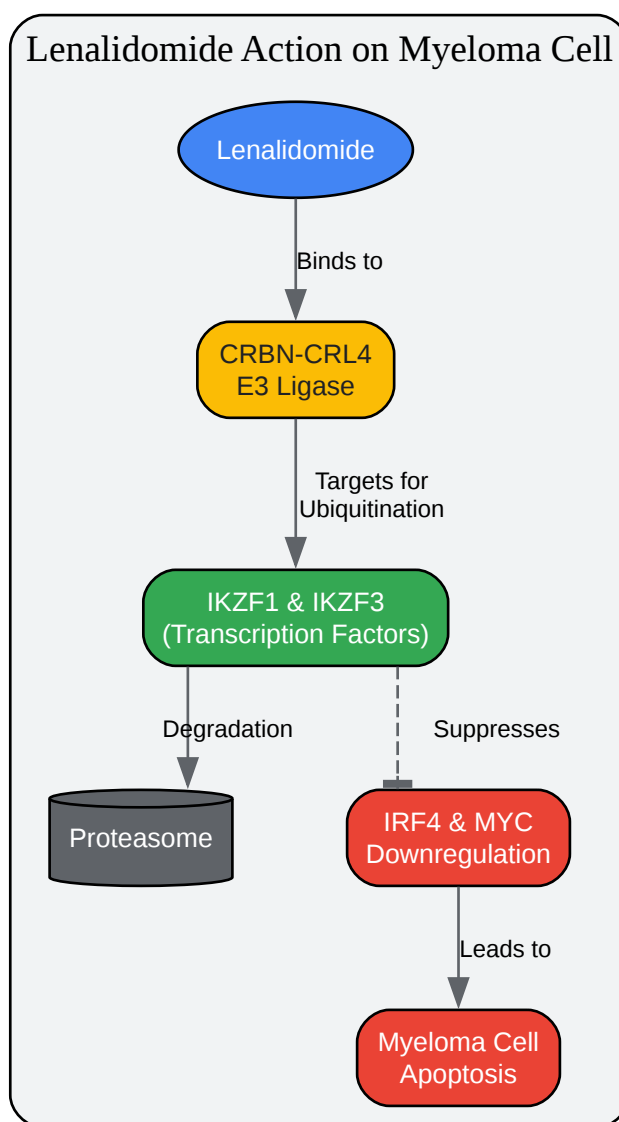 Lenalidomide Action on Myeloma Cell
Lenalidomide
Binds to
CRBN-CRL4
E3 Ligase
Targets for
Ubiquitination
IKZF1 & IKZF3
(Transcription Factors)
Degradation
Suppresses
Proteasome
IRF4 & MYC
Downregulation
Leads to
Myeloma Cell
Apoptosis